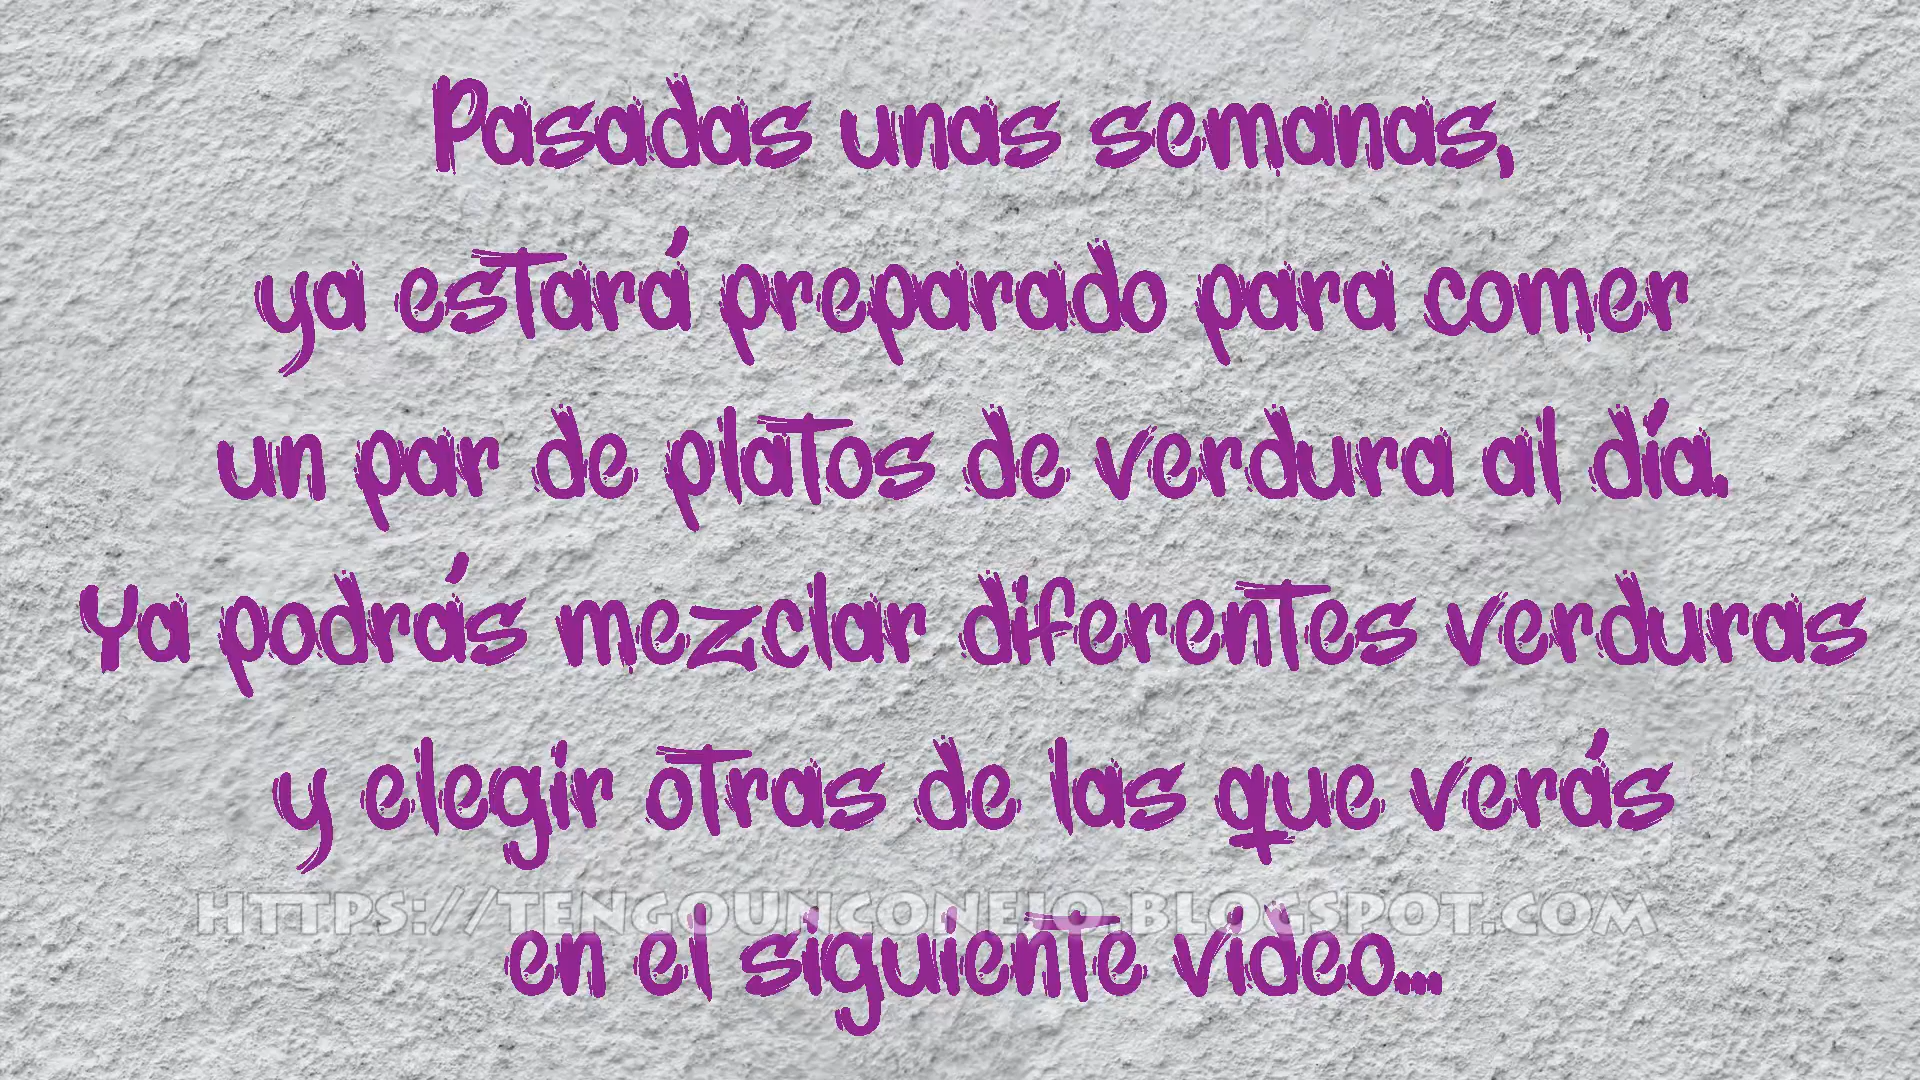 Pasadas unas semanas,
ya estará preparado para comer
un par de platos de verdura al día.
Ya podrás mezclar diferentes verduras
y elegir otras de las que verás
HTTPS://TENGOUNCONEJO.BLOGSPOT.COM
en el siguiente video...